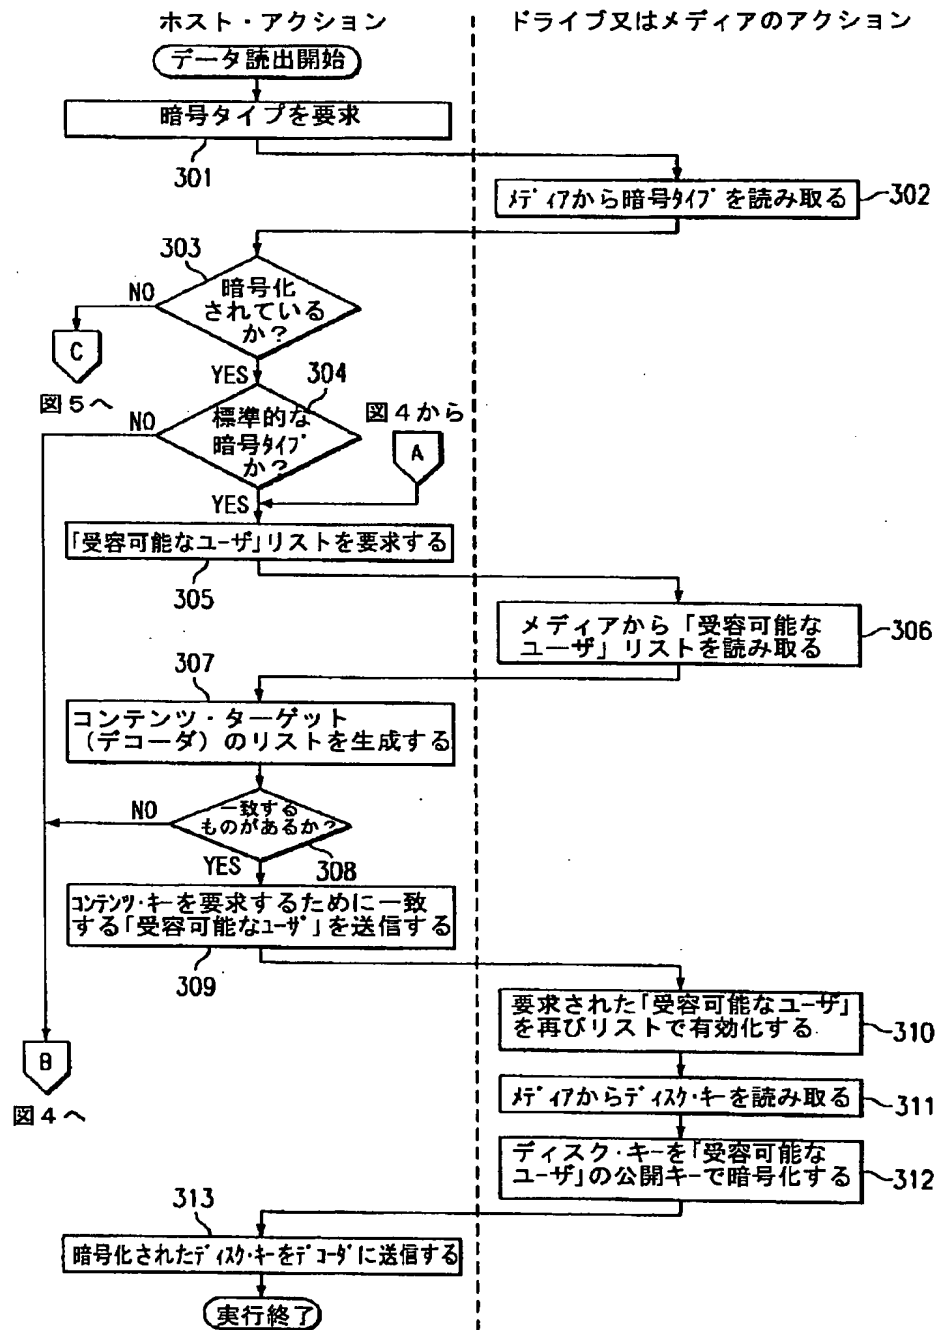 ホスト・アクション
ドライブ又はメディアのアクション
データ読出開始
暗号タイプを要求
301
メディアから暗号タイプを読み取る
302
303
暗号化
されている
か?
NO
C
図5へ
YES
304
標準的な
暗号タイプ
か?
NO
図4から
A
YES
「受容可能なユーザ」リストを要求する
305
メディアから「受容可能な
ユーザ」リストを読み取る
306
307
コンテンツ・ターゲット
(デコーダ)のリストを生成する
一致する
ものがあるか?
NO
YES
308
コンテンツ・キーを要求するために一致
する「受容可能なユーザ」を送信する
309
要求された「受容可能なユーザ」
を再びリストで有効化する
310
B
図4へ
メディアからディスク・キーを読み取る
311
ディスク・キーを「受容可能な
ユーザ」の公開キーで暗号化する
312
313
暗号化されたディスク・キーをデコーダに送信する
実行終了